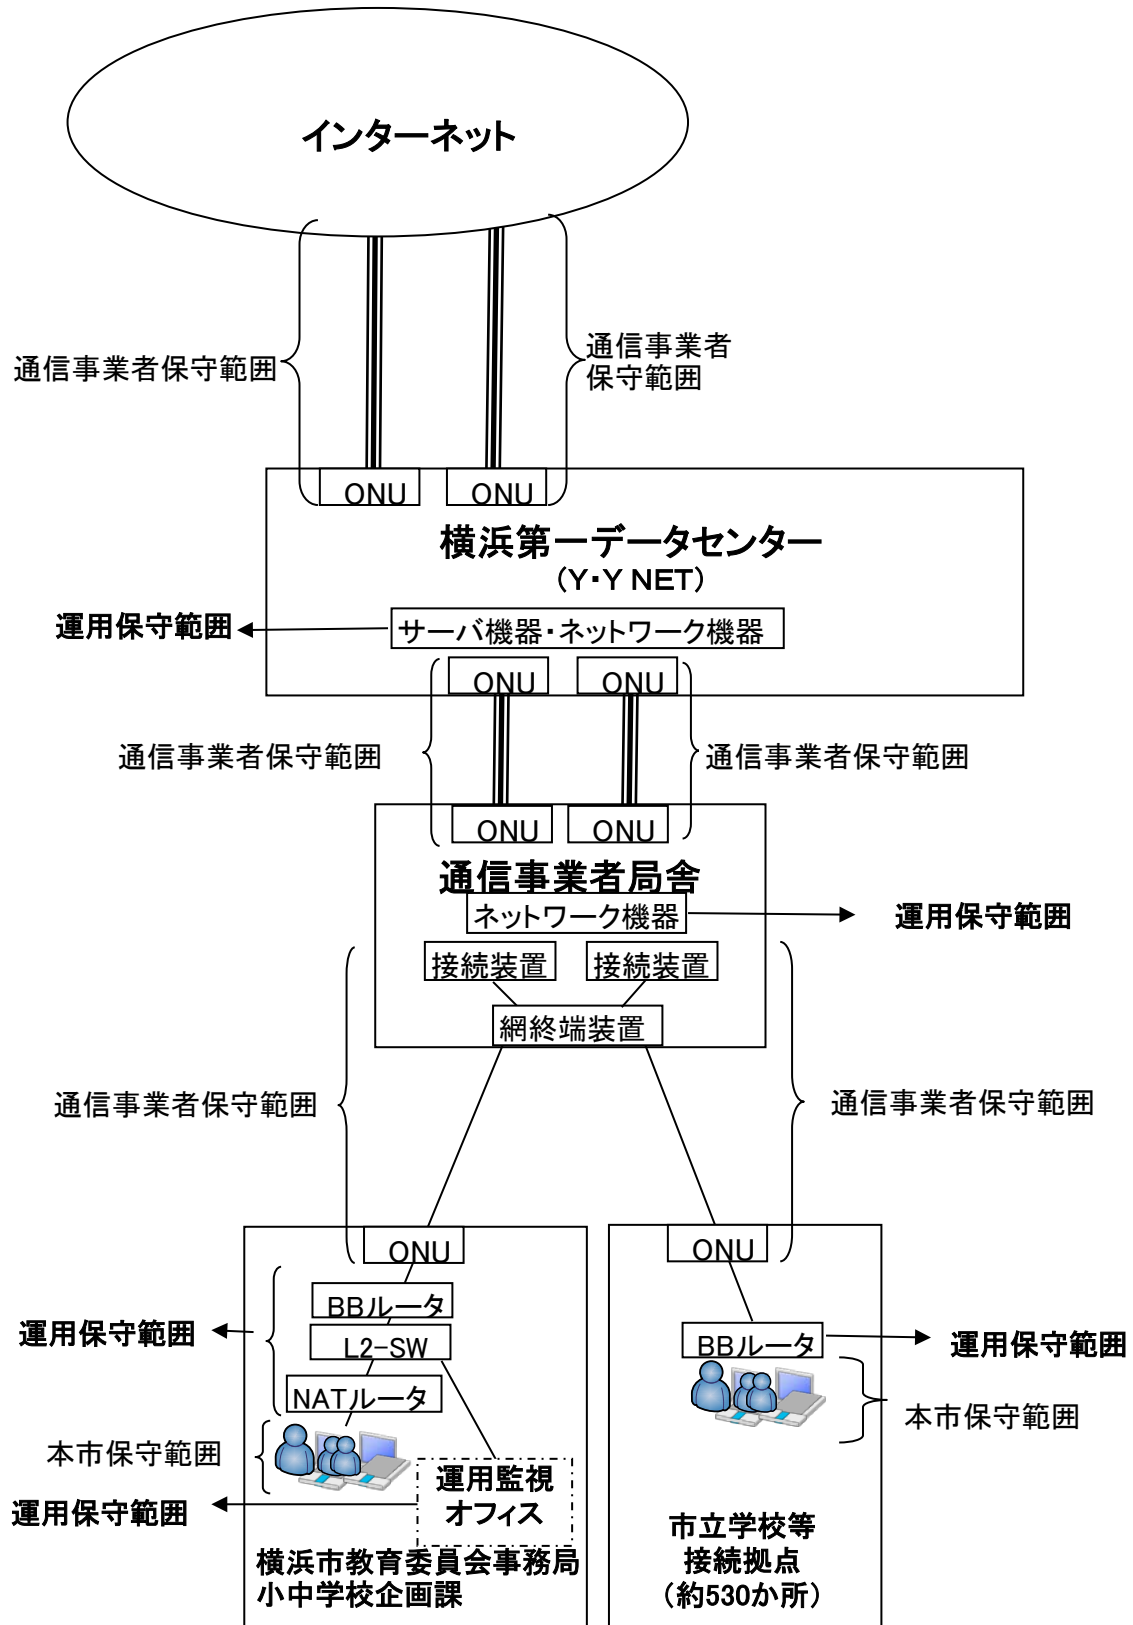 インターネット
通信事業者保守範囲
通信事業者
保守範囲
ONU
ONU
横浜第一データセンター
（Y・Y NET）
運用保守範囲
サーバ機器・ネットワーク機器
ONU
ONU
通信事業者保守範囲
通信事業者保守範囲
ONU
ONU
通信事業者局舎
ネットワーク機器
運用保守範囲
接続装置
接続装置
網終端装置
通信事業者保守範囲
通信事業者保守範囲
ONU
ONU
BBルータ
運用保守範囲
L2-SW
BBルータ
運用保守範囲
NATルータ
本市保守範囲
本市保守範囲
運用監視
オフィス
運用保守範囲
横浜市教育委員会事務局
小中学校企画課
市立学校等
接続拠点
（約530か所）